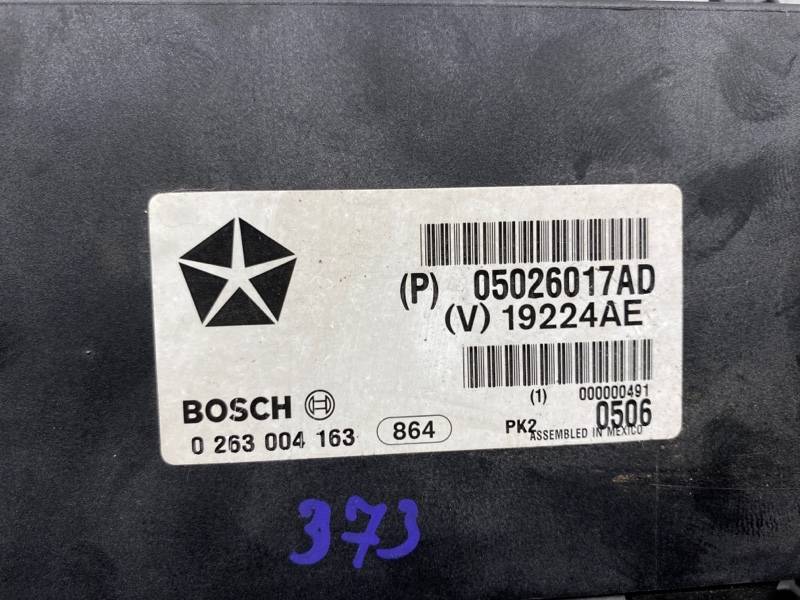 (P) 05026017AD
(V) 19224AE
(1) 000000491
BOSCH
0 263 004 163 864
PK2 0506
ASSEMBLED IN MEXICO
373